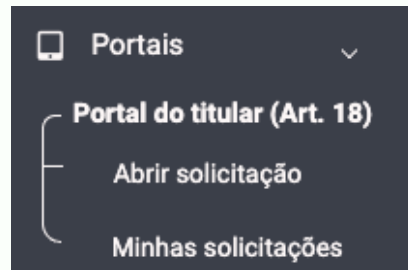 Portais
Portal do titular (Art. 18)
Abrir solicitação
Minhas solicitações